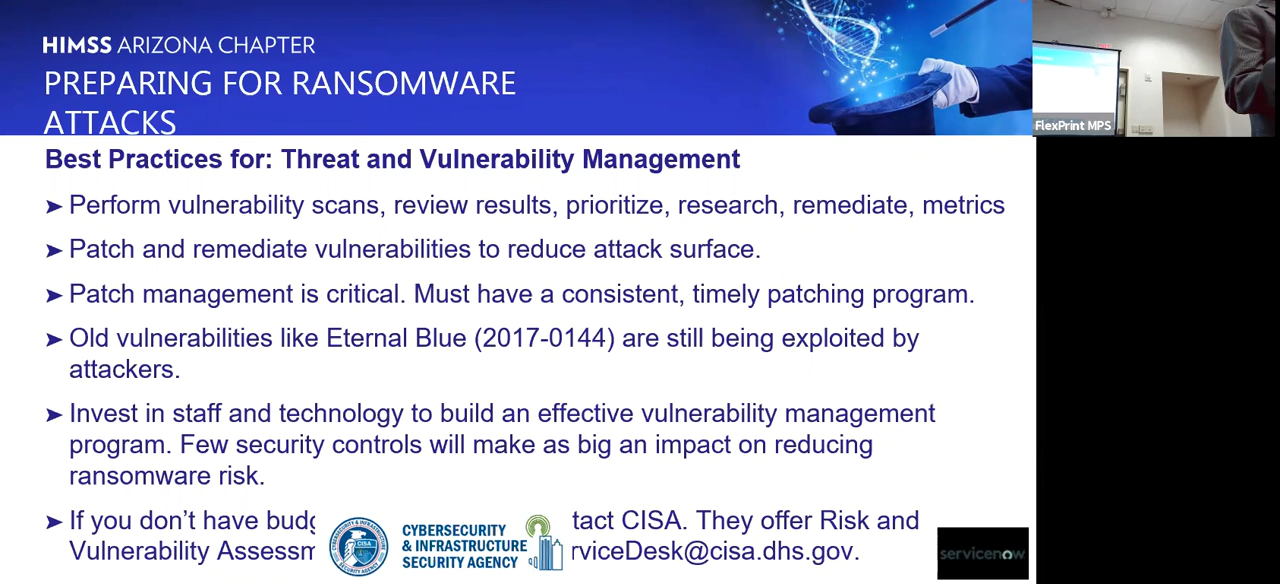 HIMSS ARIZONA CHAPTER
PREPARING FOR RANSOMWARE
ATTACKS
FlexPrint MPS
Best Practices for: Threat and Vulnerability Management
➤ Perform vulnerability scans, review results, prioritize, research, remediate, metrics
➤ Patch and remediate vulnerabilities to reduce attack surface.
➤ Patch management is critical. Must have a consistent, timely patching program.
➤ Old vulnerabilities like Eternal Blue (2017-0144) are still being exploited by
attackers.
➤ Invest in staff and technology to build an effective vulnerability management
program. Few security controls will make as big an impact on reducing
ransomware risk.
➤ If you don’t have budg tact CISA. They offer Risk and
Vulnerability Assessm rviceDesk@cisa.dhs.gov.
CISA
CYBERSECURITY
& INFRASTRUCTURE
SECURITY AGENCY
servicenow